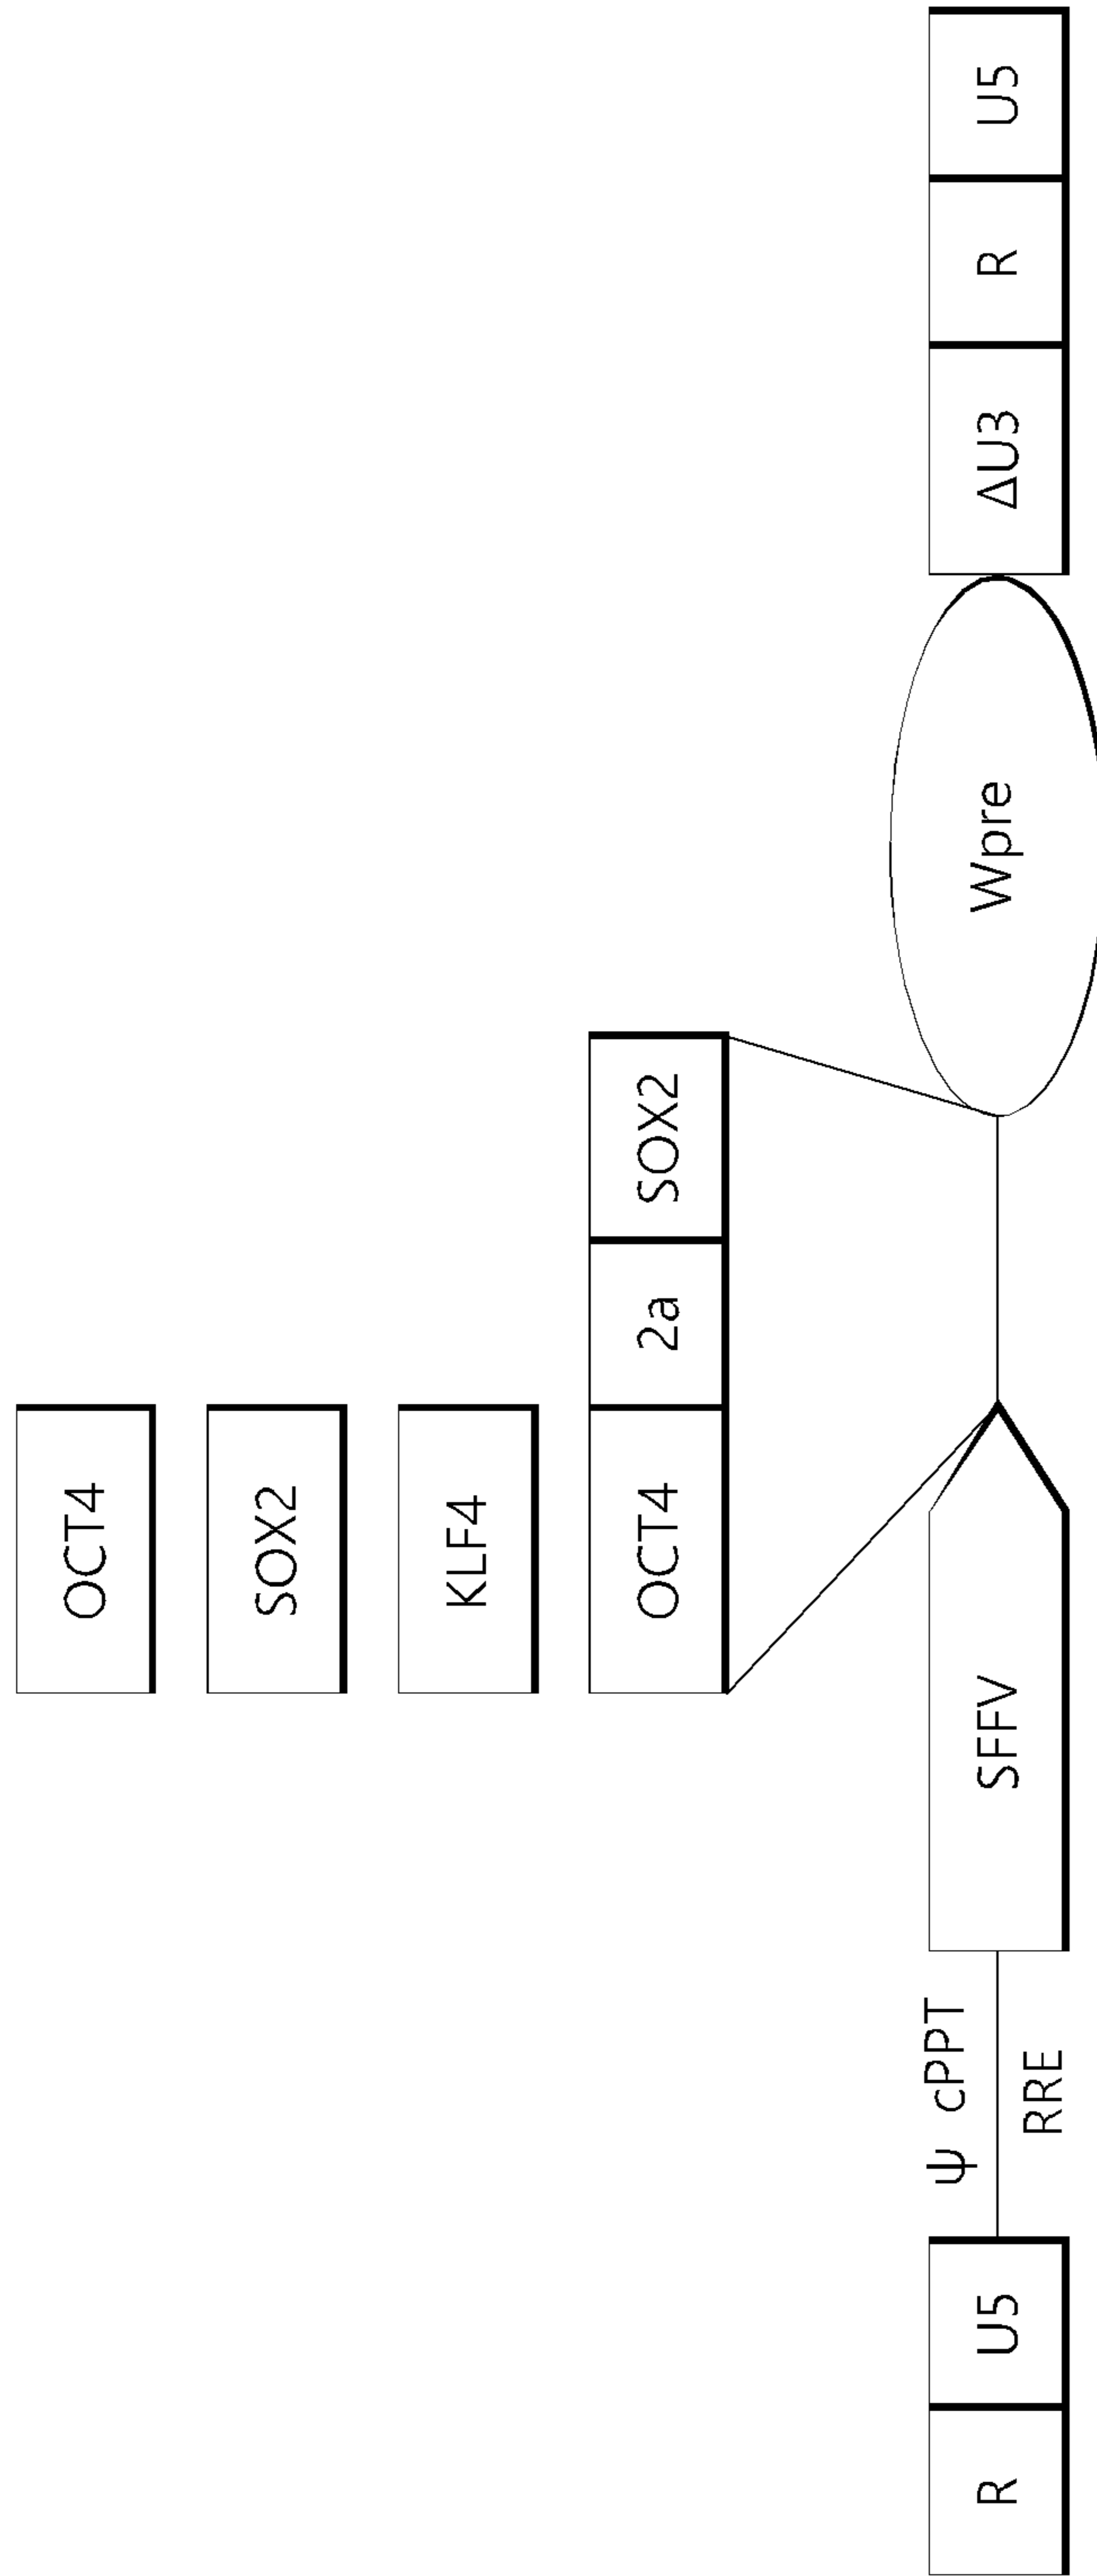 OCT4
SOX2
KLF4
OCT4 2a SOX2
ψ cPPT
R U5 SFFV Wpre ΔU3 R U5
RRE